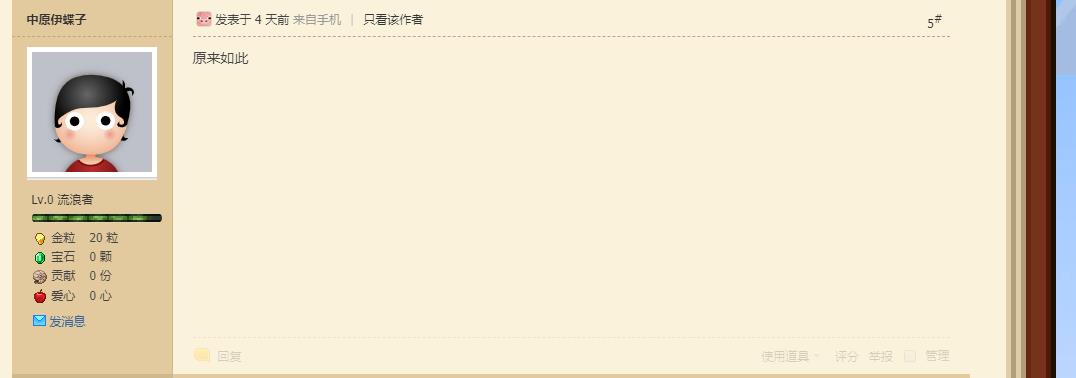 中原伊蝶子
发表于 4 天前 来自手机 | 只看该作者
5#
原来如此
Lv.0 流浪者
金粒 20 粒
宝石 0 颗
贡献 0 份
爱心 0 心
发消息
回复
使用道具 评分 举报 管理